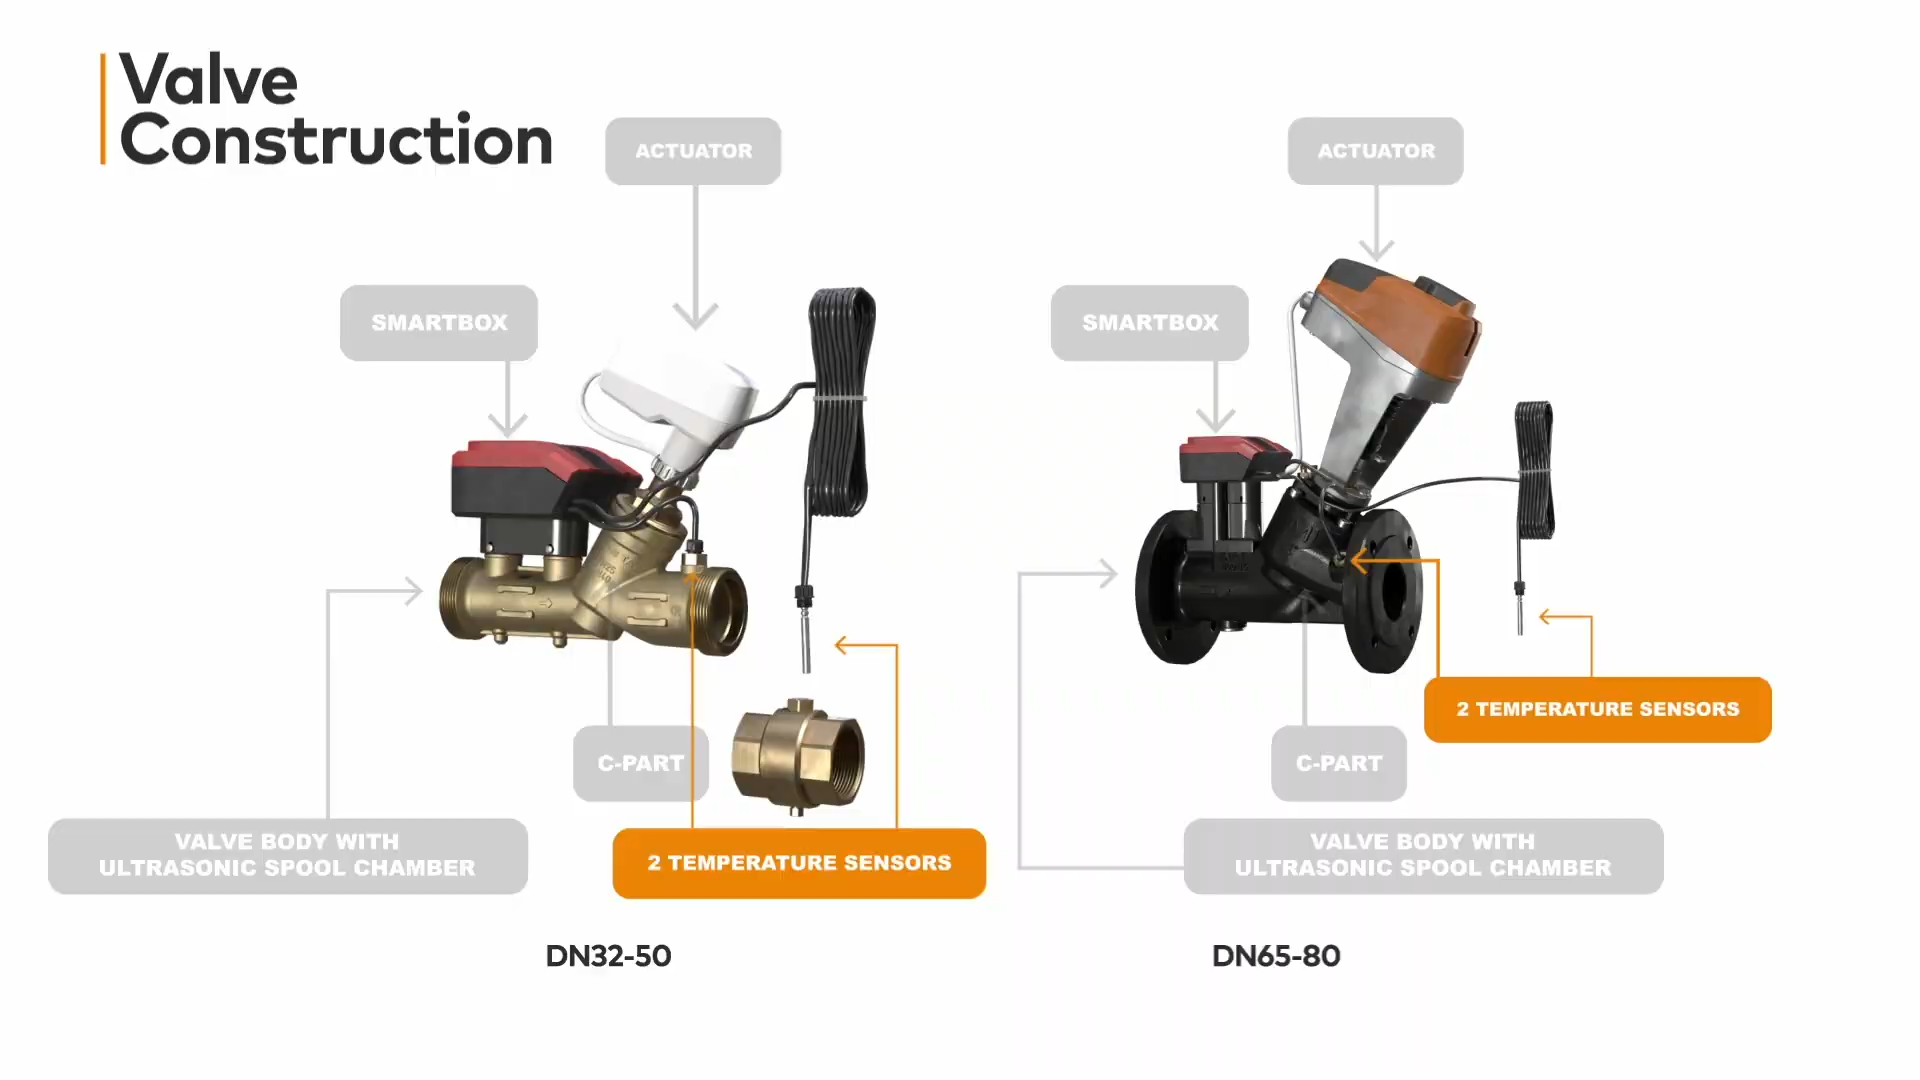 Valve
Construction
ACTUATOR
SMARTBOX
C-PART
VALVE BODY WITH
ULTRASONIC SPOOL CHAMBER
2 TEMPERATURE SENSORS
DN32-50
ACTUATOR
SMARTBOX
2 TEMPERATURE SENSORS
C-PART
VALVE BODY WITH
ULTRASONIC SPOOL CHAMBER
DN65-80